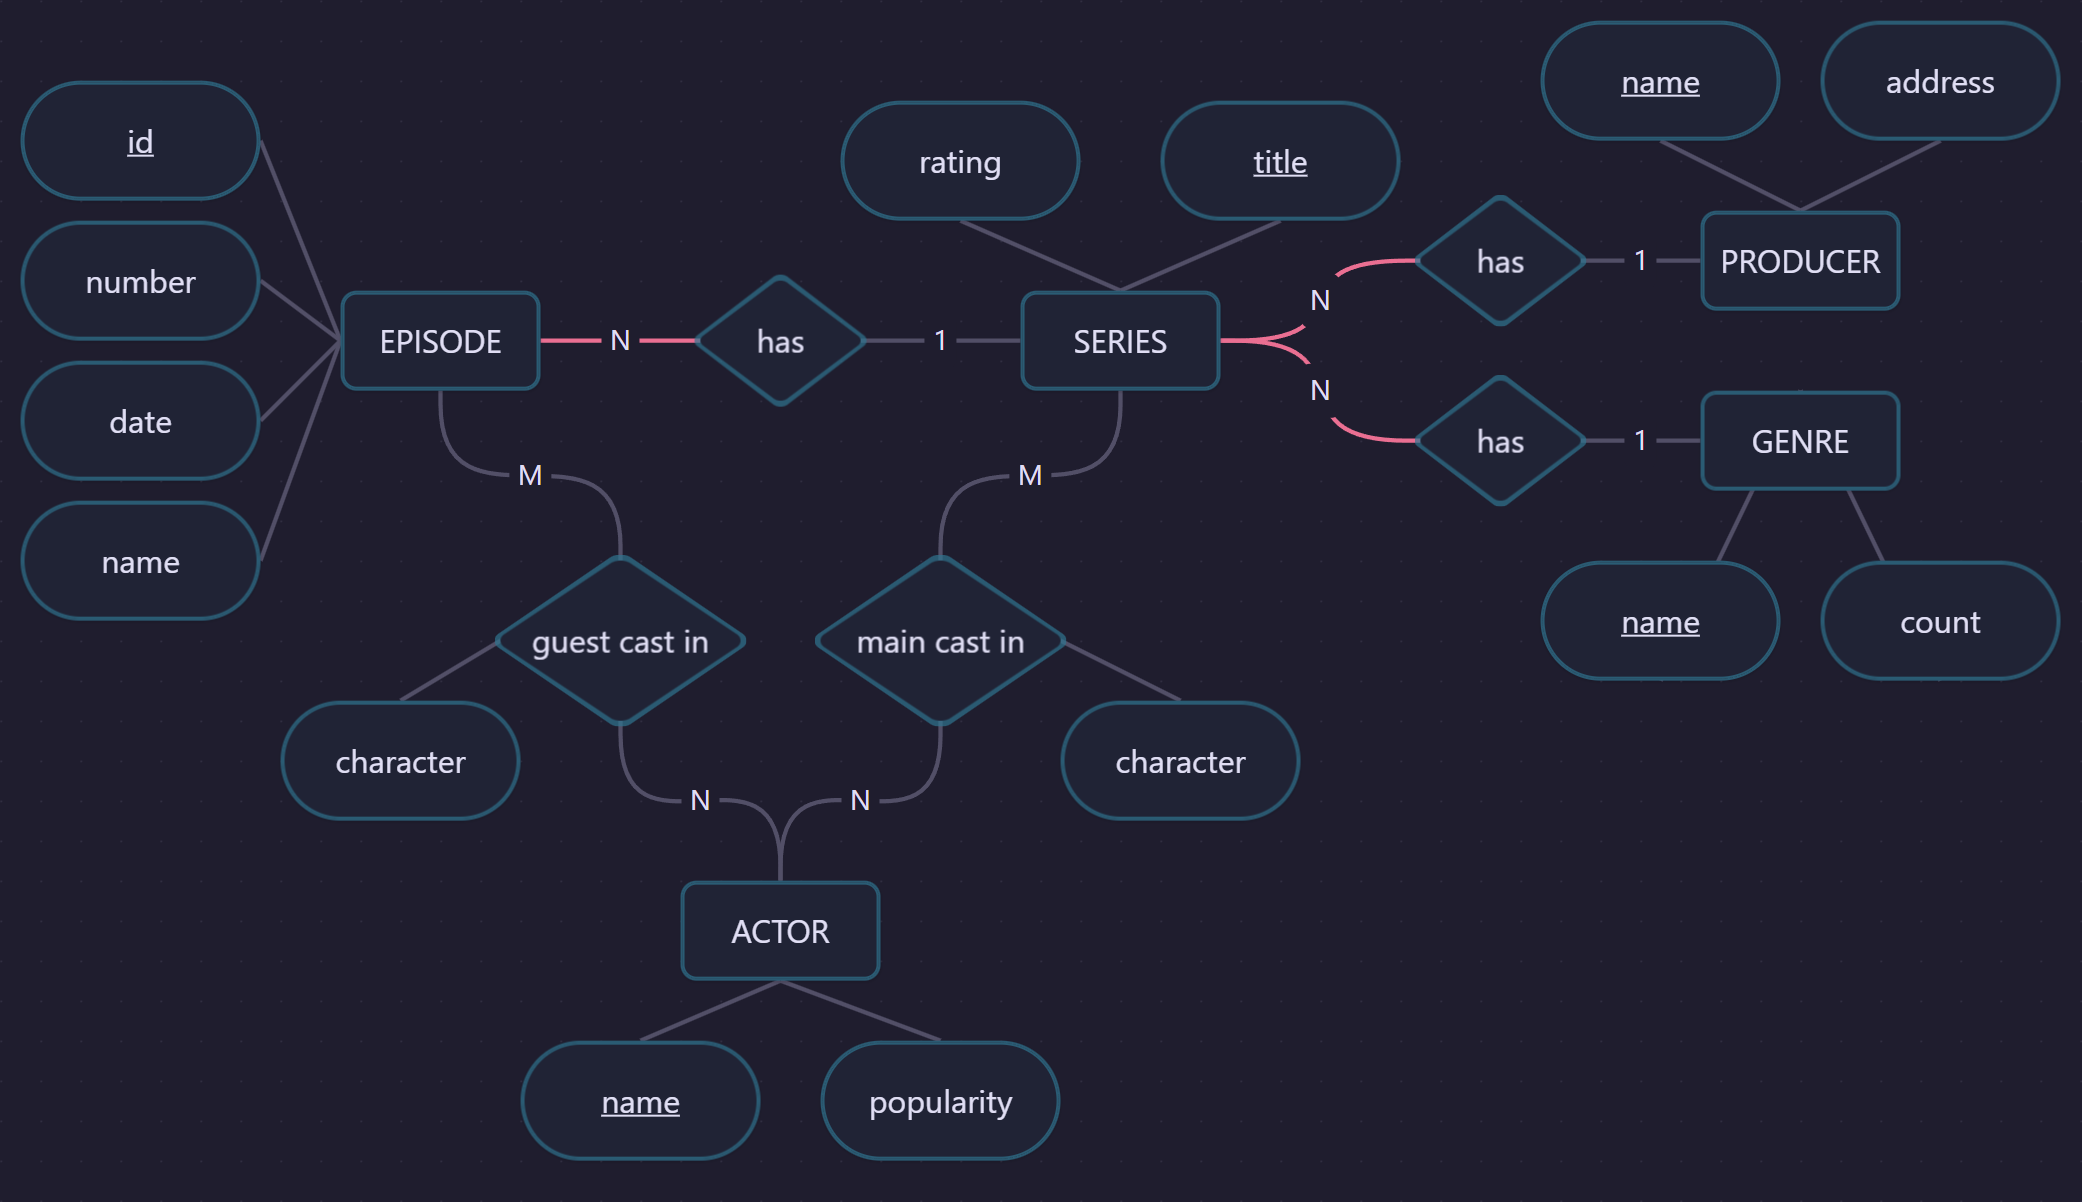 name
address
id
rating
title
number
has
1
PRODUCER
N
EPISODE
N
has
1
SERIES
N
date
has
1
GENRE
M
M
name
guest cast in
main cast in
name
count
character
character
N
N
ACTOR
name
popularity